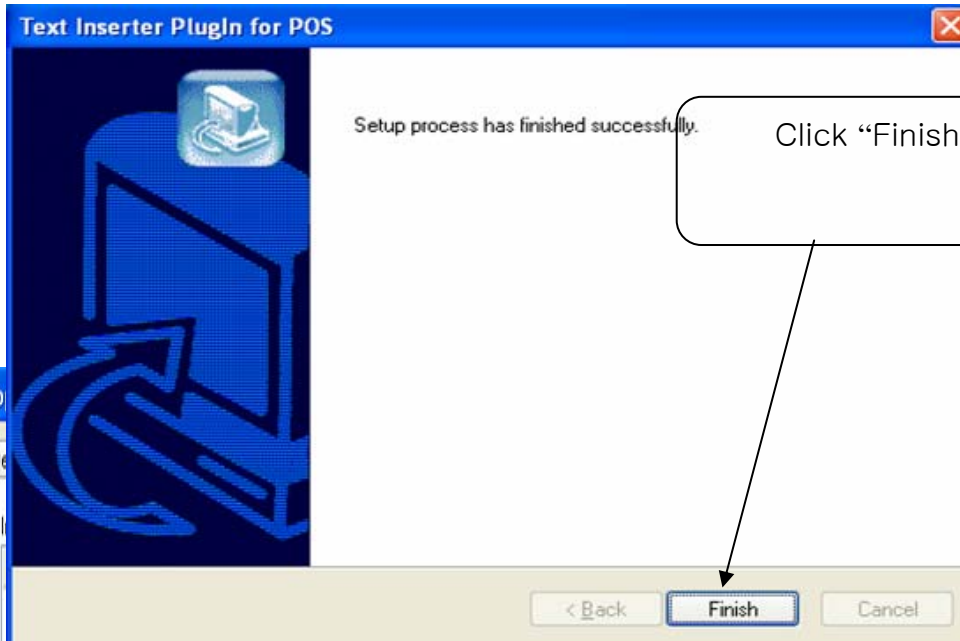 Text Inserter PlugIn for POS
Setup process has finished successfully.
Click “Finish
< Back
Finish
Cancel